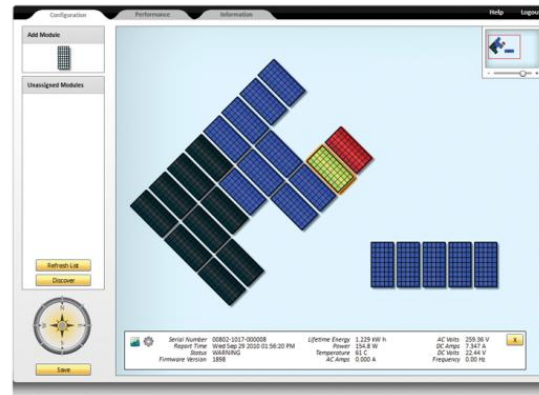 Configuration
Performance
Information
Help
Logout
Add Module
Unassigned Modules
Refresh List
Discover
Save
Serial Number 00802-1017-000008
Report Time Wed Sep 29 2010 01:56:20 PM
Status WARNING
Firmware Version 1898
Lifetime Energy 1.229 kW h
Power 154.8 W
Temperature 61 C
AC Amps 0.000 A
AC Volts 259.36 V
DC Amps 7.347 A
DC Volts 22.44 V
Frequency 0.00 Hz
X